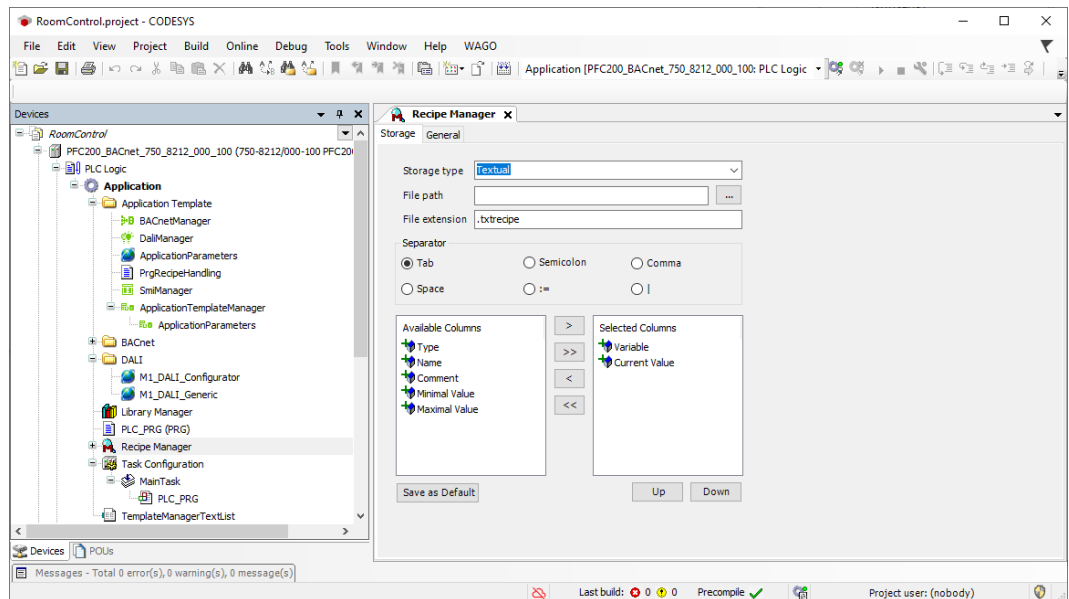 RoomControl.project - CODESYS
File Edit View Project Build Online Debug Tools Window Help WAGO
Application [PFC200_BACnet_750_8212_000_100: PLC Logic
Devices
RoomControl
PFC200_BACnet_750_8212_000_100 (750-8212/000-100 PFC20
PLC Logic
Application
Application Template
BACnetManager
DaliManager
ApplicationParameters
PrgRecipeHandling
SmiManager
ApplicationTemplateManager
ApplicationParameters
BACnet
DALI
M1_DALI_Configurator
M1_DALI_Generic
Library Manager
PLC_PRG (PRG)
Recipe Manager
Task Configuration
MainTask
PLC_PRG
TemplateManagerTextList
Devices POUs
Recipe Manager
Storage General
Storage type Textual
File path ...
File extension .txtrecipe
Separator
Tab Semicolon Comma
Space := |
Available Columns
Type
Name
Comment
Minimal Value
Maximal Value
>
>>
<
<<
Selected Columns
Variable
Current Value
Save as Default Up Down
Messages - Total 0 error(s), 0 warning(s), 0 message(s)
Last build: 0 0 Precompile Project user: (nobody)